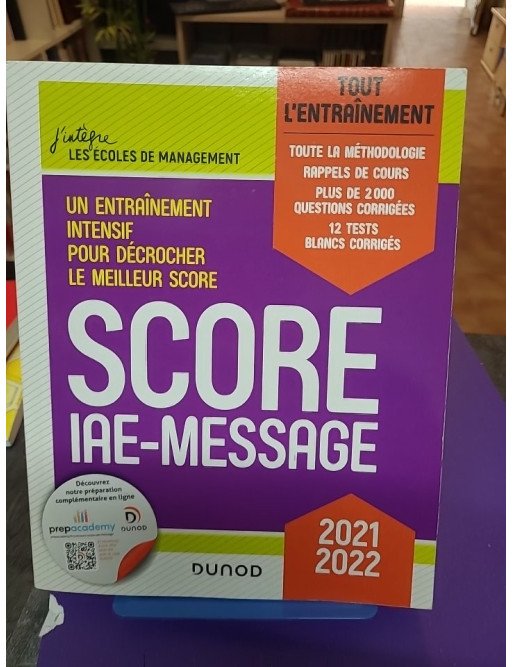 TOUT
L'ENTRAÎNEMENT
TOUTE LA MÉTHODOLOGIE
RAPPELS DE COURS
PLUS DE 2 000
QUESTIONS CORRIGÉES
12 TESTS
BLANCS CORRIGÉS
J'intègre
LES ÉCOLES DE MANAGEMENT
UN ENTRAÎNEMENT
INTENSIF
POUR DÉCROCHER
LE MEILLEUR SCORE
SCORE
IAE-MESSAGE
Découvrez
notre préparation
complémentaire en ligne
prepacademy
DUNOD
2021
2022
DUNOD